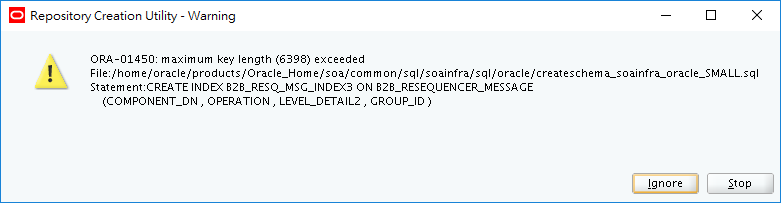 Repository Creation Utility - Warning
ORA-01450: maximum key length (6398) exceeded
File:/home/oracle/products/Oracle_Home/soa/common/sql/soainfra/sql/oracle/createschema_soainfra_oracle_SMALL.sql
Statement:CREATE INDEX B2B_RESQ_MSG_INDEX3 ON B2B_RESEQUENCER_MESSAGE
(COMPONENT_DN , OPERATION , LEVEL_DETAIL2 , GROUP_ID )
Ignore Stop